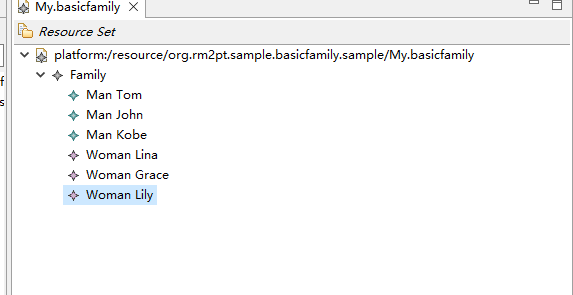 My.basicfamily
Resource Set
platform:/resource/org.rm2pt.sample.basicfamily.sample/My.basicfamily
Family
Man Tom
Man John
Man Kobe
Woman Lina
Woman Grace
Woman Lily